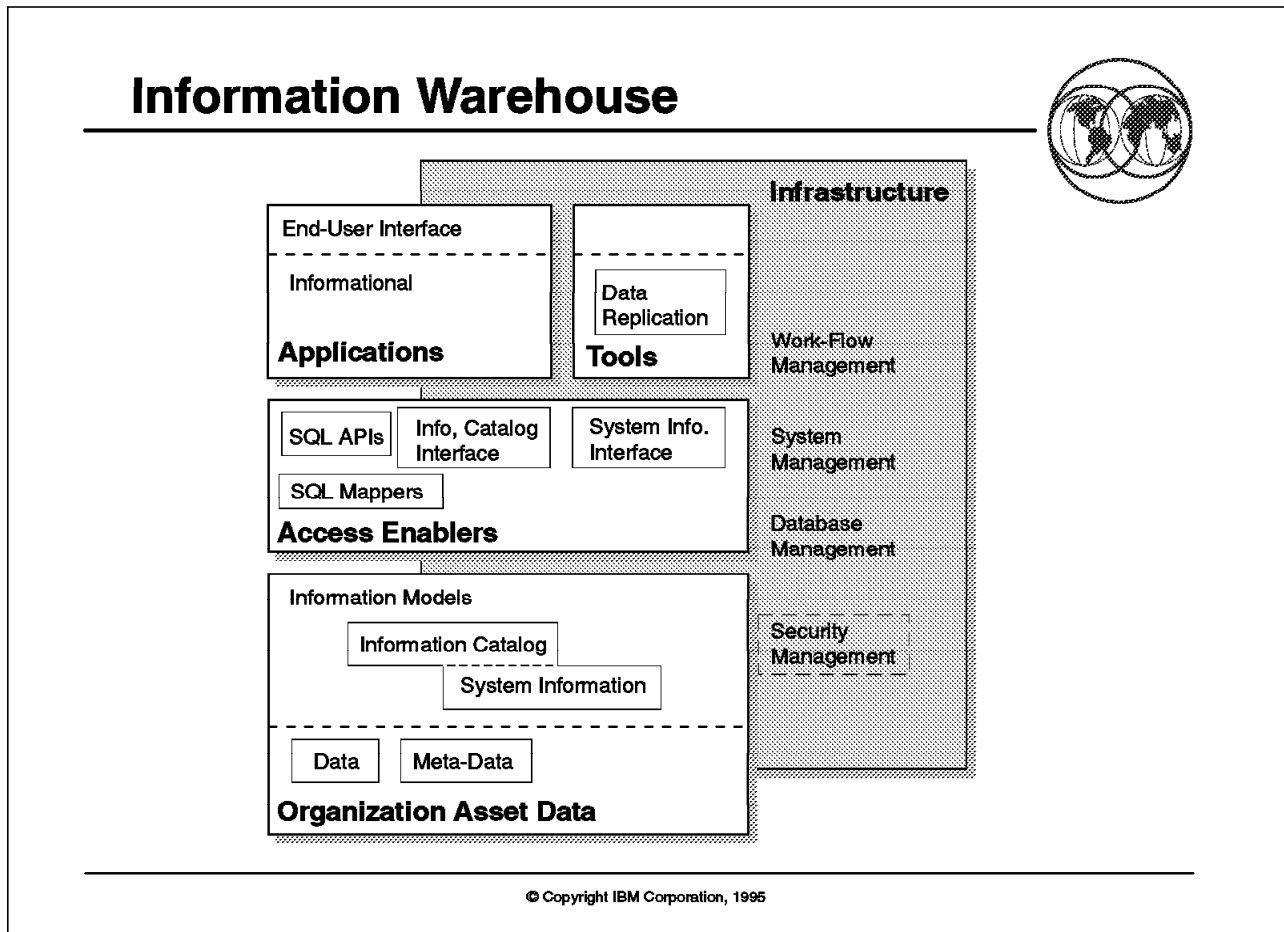 Information Warehouse
Infrastructure
End-User Interface
Informational
Applications
Data
Replication
Tools
Work-Flow
Management
SQL APIs
Info, Catalog
Interface
System Info.
Interface
SQL Mappers
Access Enablers
System
Management
Database
Management
Information Models
Information Catalog
System Information
Security
Management
Data
Meta-Data
Organization Asset Data
© Copyright IBM Corporation, 1995